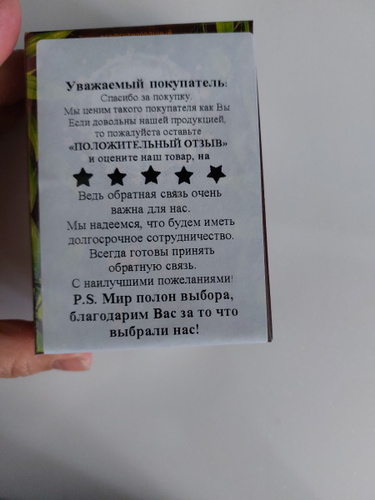 Уважаемый покупатель:
Спасибо за покупку.
Мы ценим такого покупателя как Вы
Если довольны нашей продукцией,
то пожалуйста оставьте
«ПОЛОЖИТЕЛЬНЫЙ ОТЗЫВ»
и оцените наш товар, на
★ ★ ★ ★ ★
Ведь обратная связь очень
важна для нас.
Мы надеемся, что будем иметь
долгосрочное сотрудничество.
Всегда готовы принять
обратную связь.
С наилучшими пожеланиями!
P.S. Мир полон выбора,
благодарим Вас за то что
выбрали нас!